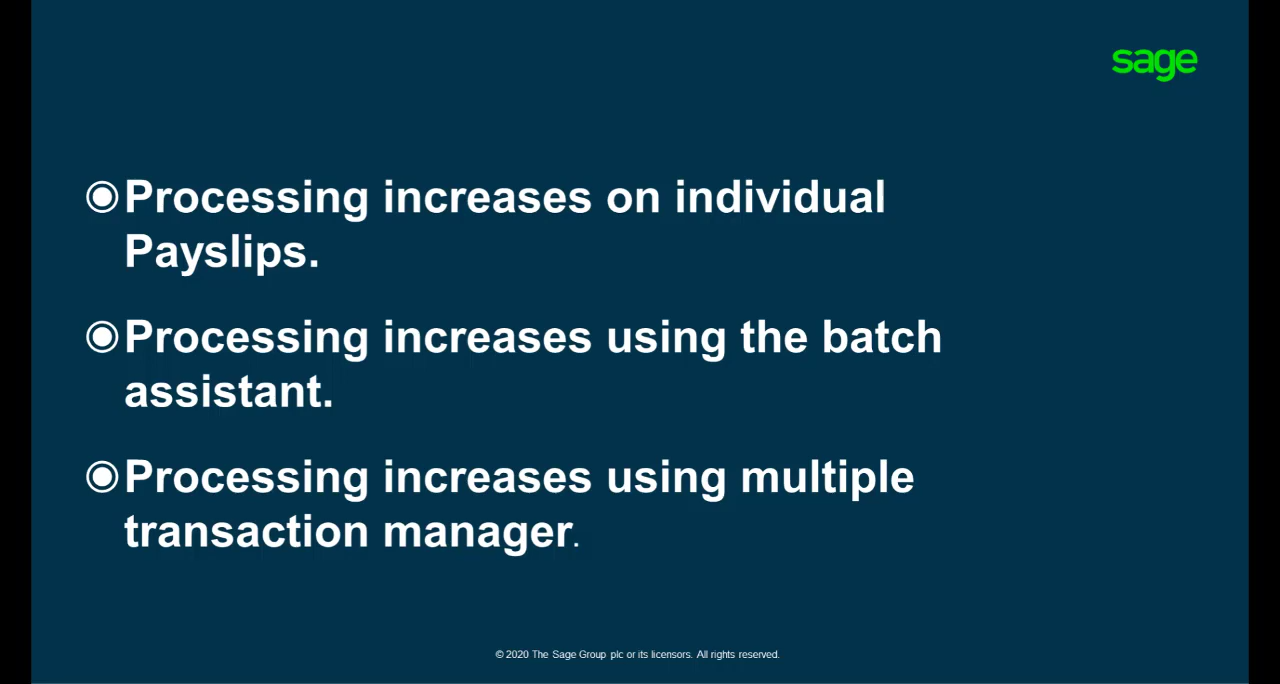 sage
◉Processing increases on individual
Payslips.
◉Processing increases using the batch
assistant.
◉Processing increases using multiple
transaction manager.
© 2020 The Sage Group plc or its licensors. All rights reserved.